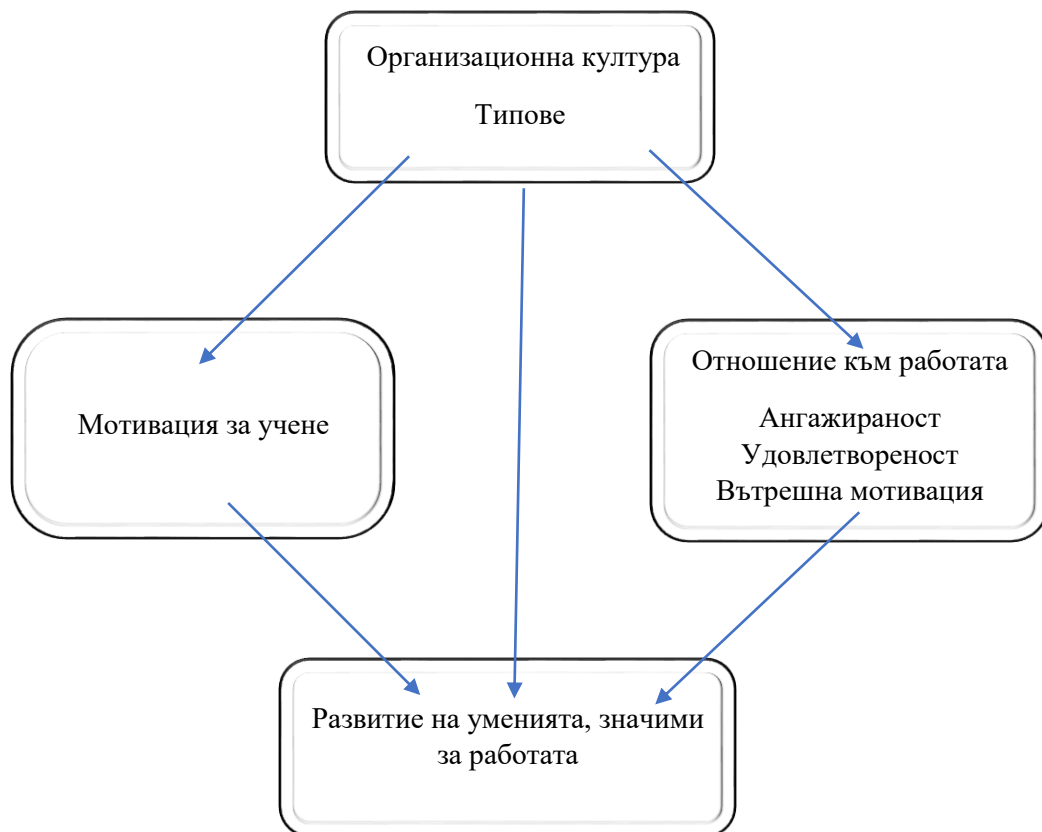 Организационна култура
Типове
Мотивация за учене
Отношение към работата
Ангажираност
Удовлетвореност
Вътрешна мотивация
Развитие на уменията, значими
за работата